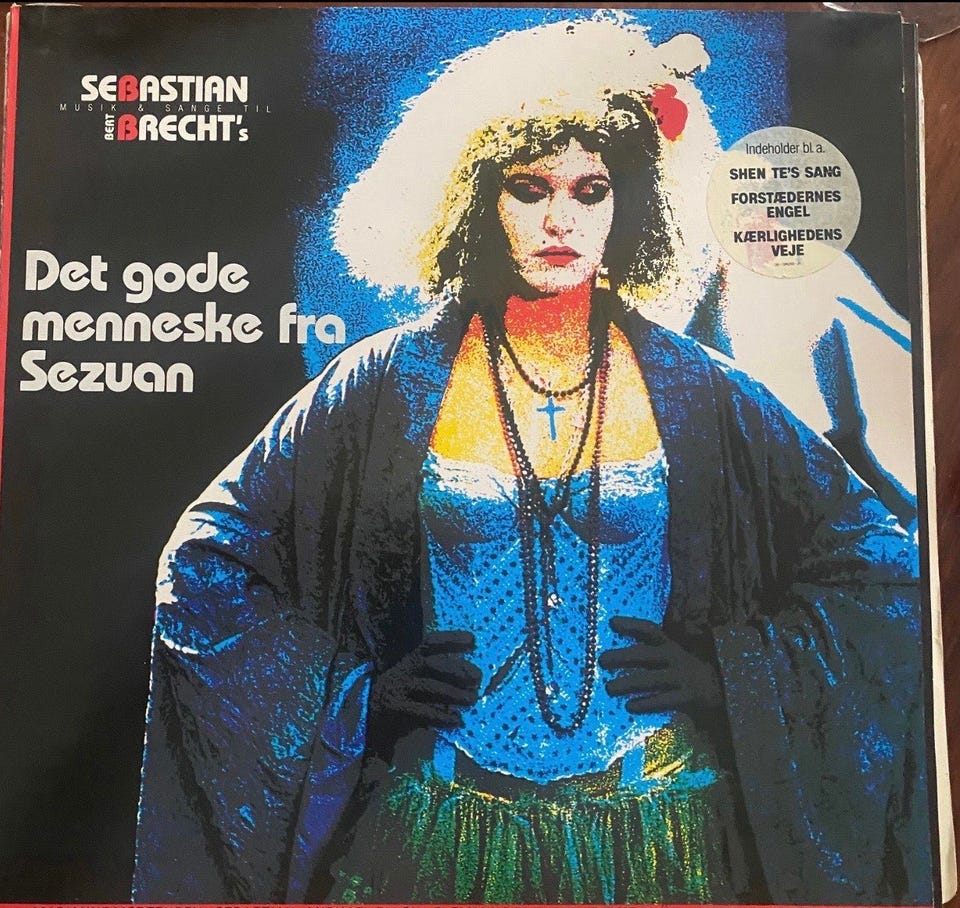 SEBASTIAN
MUSIK & SANGE TIL
BERT BRECHT's
Det gode
menneske fra
Sezuan
Indeholder bl.a.
SHEN TE'S SANG
FORSTÆDERNES
ENGEL
KÆRLIGHEDENS
VEJE